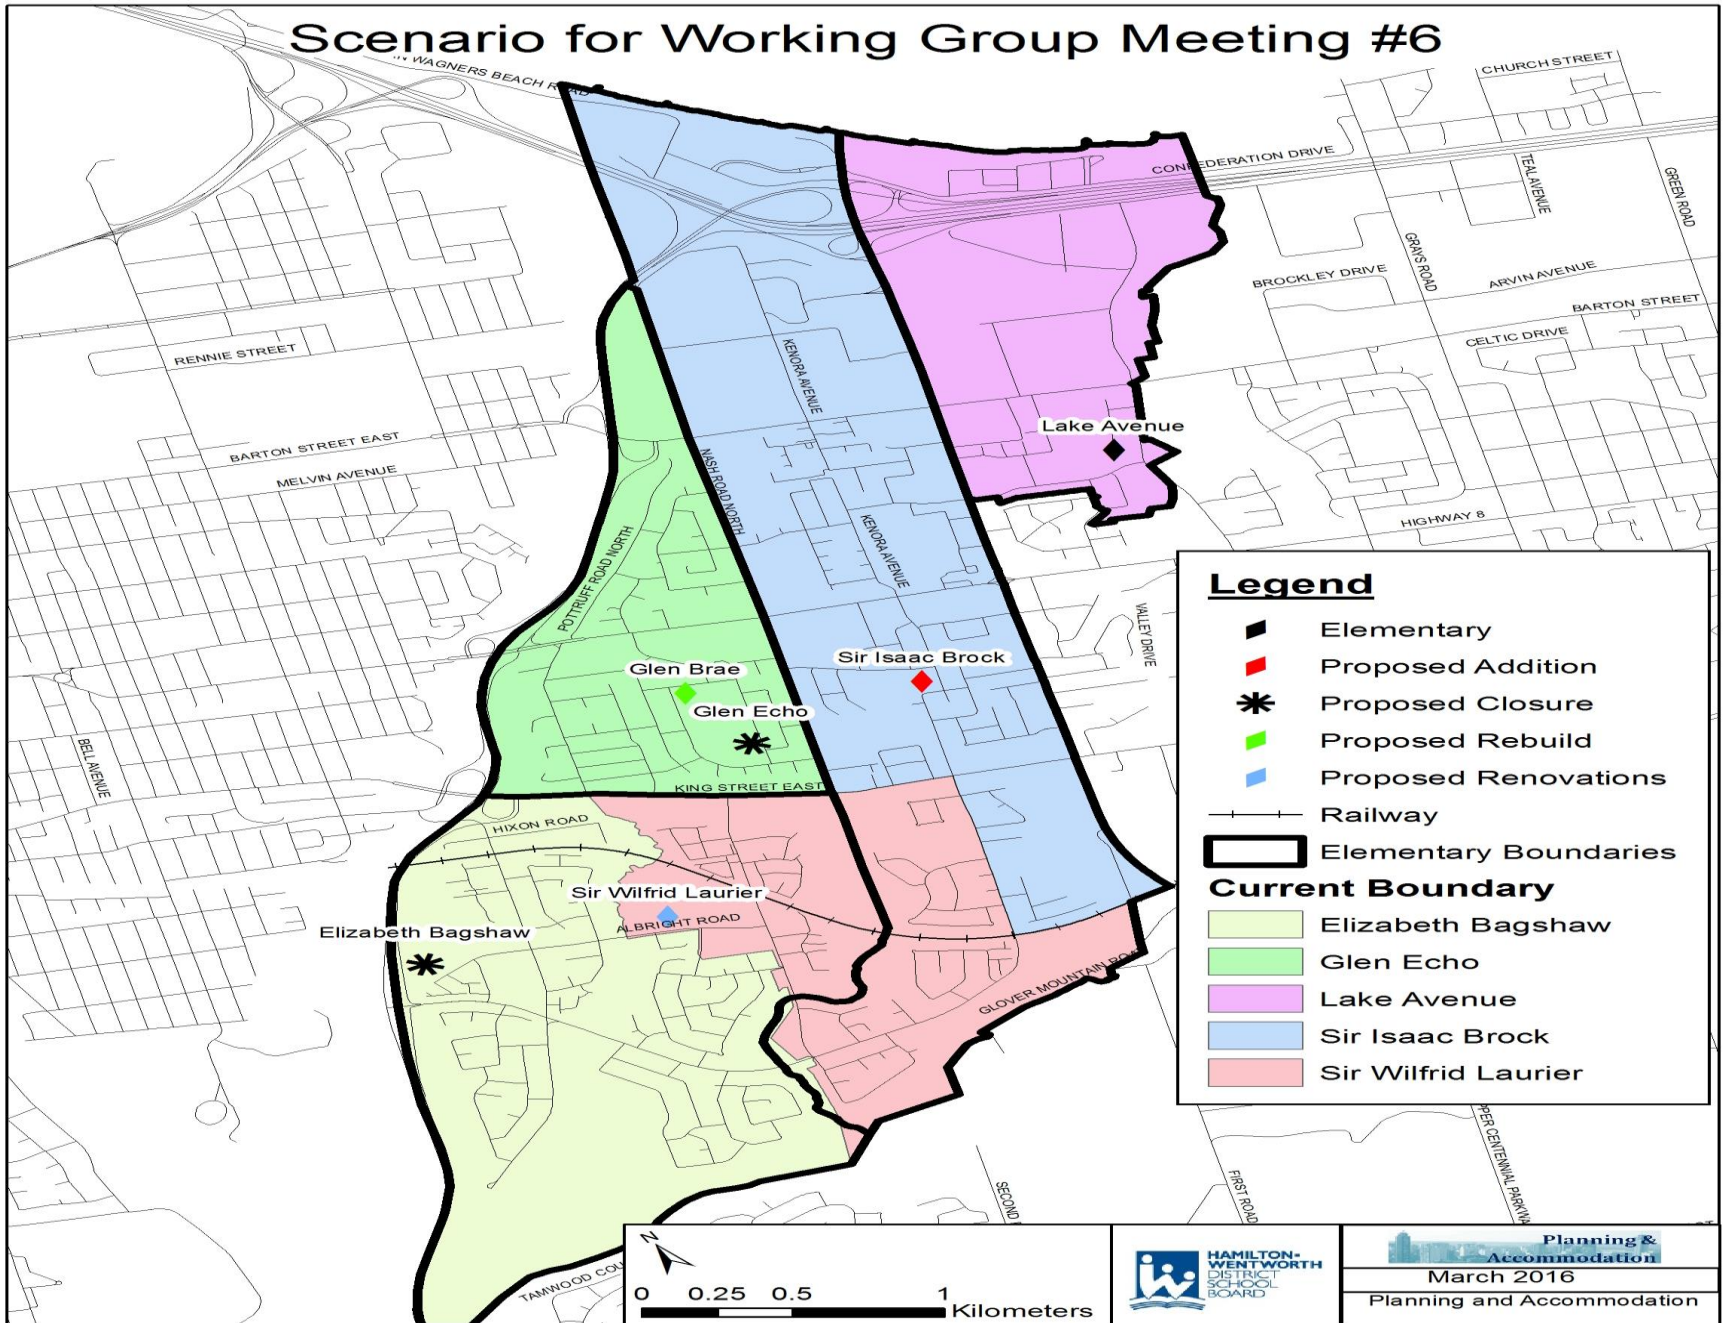 Scenario for Working Group Meeting #6
WAGNERS BEACH ROAD
CHURCH STREET
CONFEDERATION DRIVE
TEAL AVENUE
GREEN ROAD
GRAYS ROAD
BROCKLEY DRIVE
ARVIN AVENUE
BARTON STREET
CELTIC DRIVE
RENNIE STREET
KENORA AVENUE
Lake Avenue
BARTON STREET EAST
MELVIN AVENUE
NASH ROAD NORTH
HIGHWAY 8
KENORA AVENUE
POTTRUFF ROAD NORTH
VALLEY DRIVE
Sir Isaac Brock
Glen Brae
Glen Echo
BELL AVENUE
KING STREET EAST
HIXON ROAD
Sir Wilfrid Laurier
ALBRIGHT ROAD
Elizabeth Bagshaw
GLOVER MOUNTAIN
SECOND
FIRST ROAD
CENTENNIAL
TAMWOOD
Legend
Elementary
Proposed Addition
Proposed Closure
Proposed Rebuild
Proposed Renovations
Railway
Elementary Boundaries
Current Boundary
Elizabeth Bagshaw
Glen Echo
Lake Avenue
Sir Isaac Brock
Sir Wilfrid Laurier
N
0 0.25 0.5 1
Kilometers
HAMILTON-
WENTWORTH
DISTRICT
SCHOOL
BOARD
Planning &
Accommodation
March 2016
Planning and Accommodation